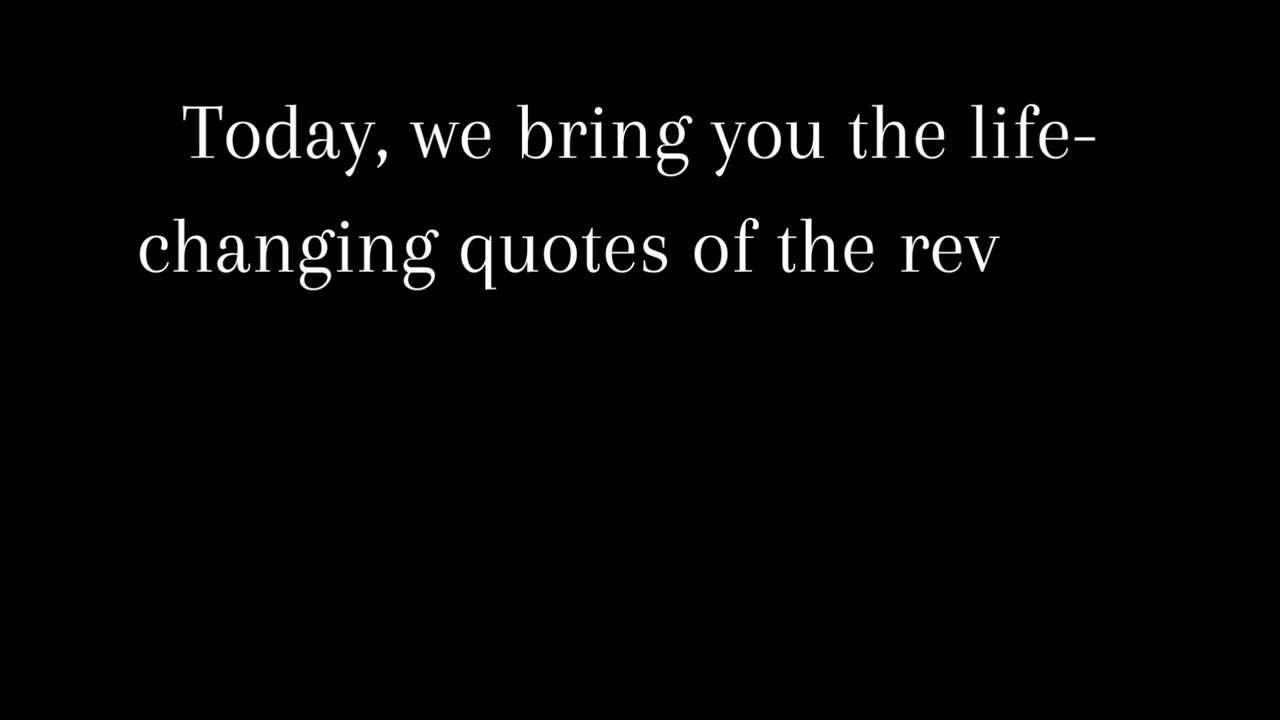 Today, we bring you the life-
changing quotes of the rev